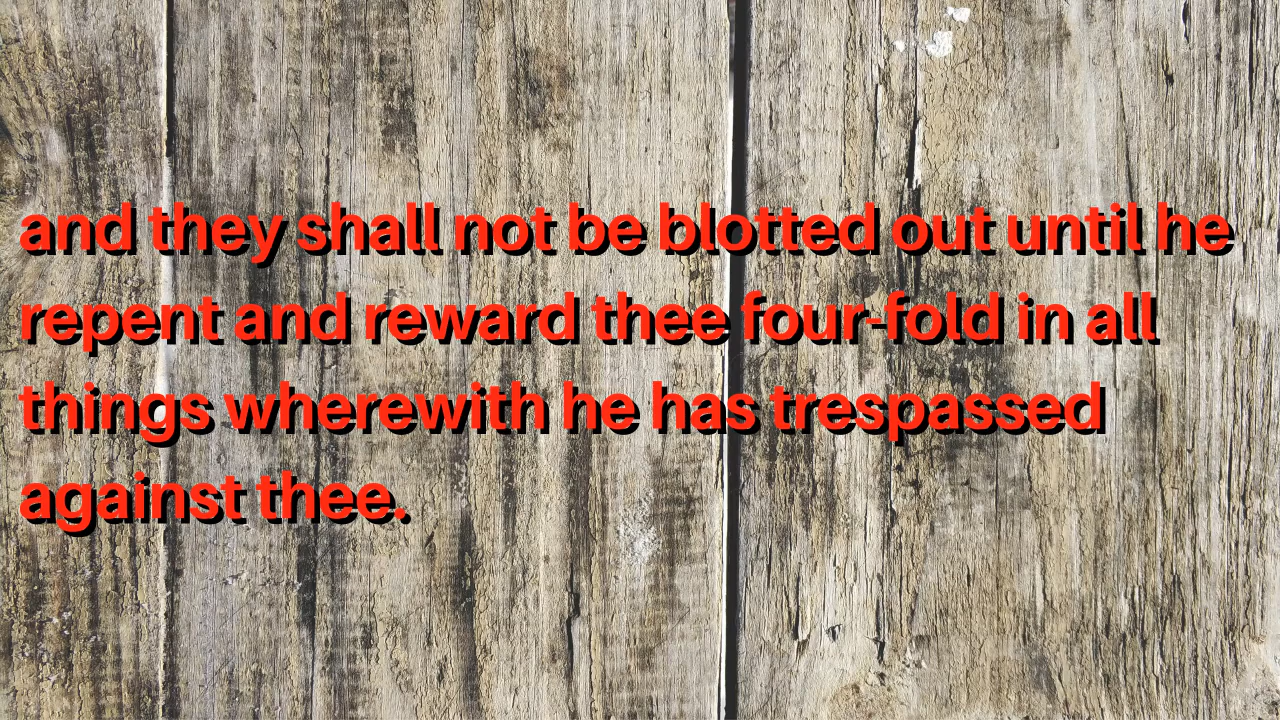 and they shall not be blotted out until he
repent and reward thee four-fold in all
things wherewith he has trespassed
against thee.